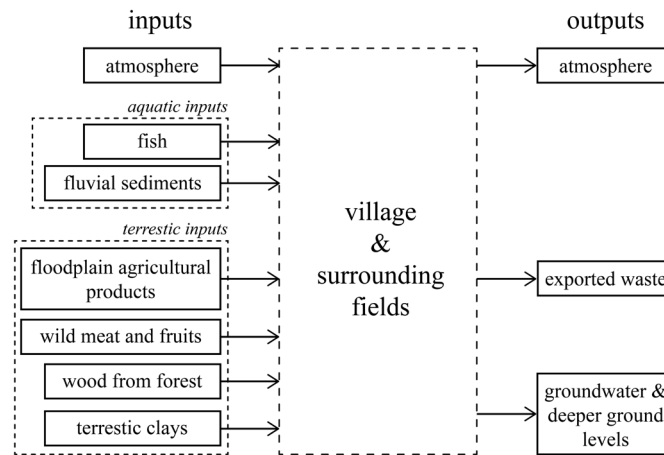 inputs
outputs
atmosphere
atmosphere
aquatic inputs
fish
fluvial sediments
village
&
surrounding
fields
terrestic inputs
floodplain agricultural
products
exported waste
wild meat and fruits
wood from forest
terrestic clays
groundwater &
deeper ground
levels